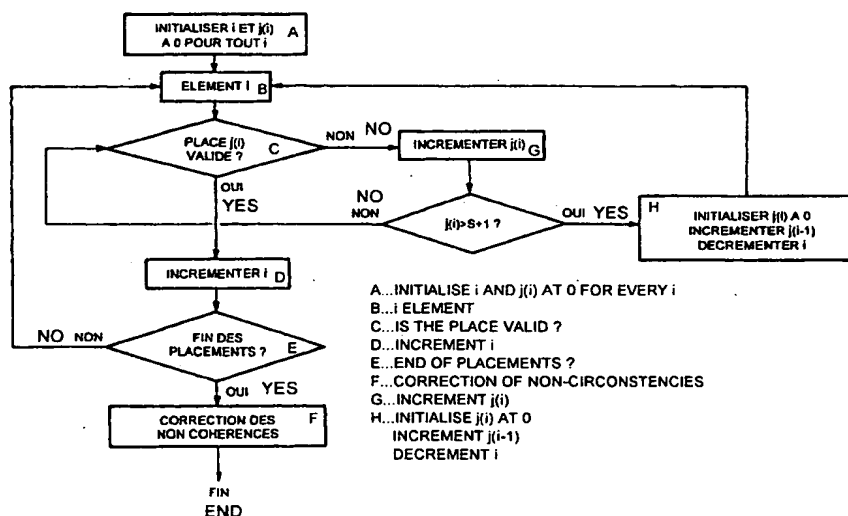 INITIALISER i ET j(i)
A 0 POUR TOUT i
A
ELEMENT i
B
PLACE j(i)
VALIDE ?
C
NON NO
INCREMENTER j(i)
G
OUI
YES
NO
NON
j(i)>S+1 ?
OUI YES
H
INITIALISER j(i) A 0
INCREMENTER j(i-1)
DECREMENTER i
INCREMENTER i
D
NO NON
FIN DES
PLACEMENTS ?
E
OUI YES
CORRECTION DES
NON COHERENCES
F
FIN
END
A...INITIALISE i AND j(i) AT 0 FOR EVERY i
B...i ELEMENT
C...IS THE PLACE VALID ?
D...INCREMENT i
E...END OF PLACEMENTS ?
F...CORRECTION OF NON-CIRCONSTENCIES
G...INCREMENT j(i)
H...INITIALISE j(i) AT 0
INCREMENT j(i-1)
DECREMENT i